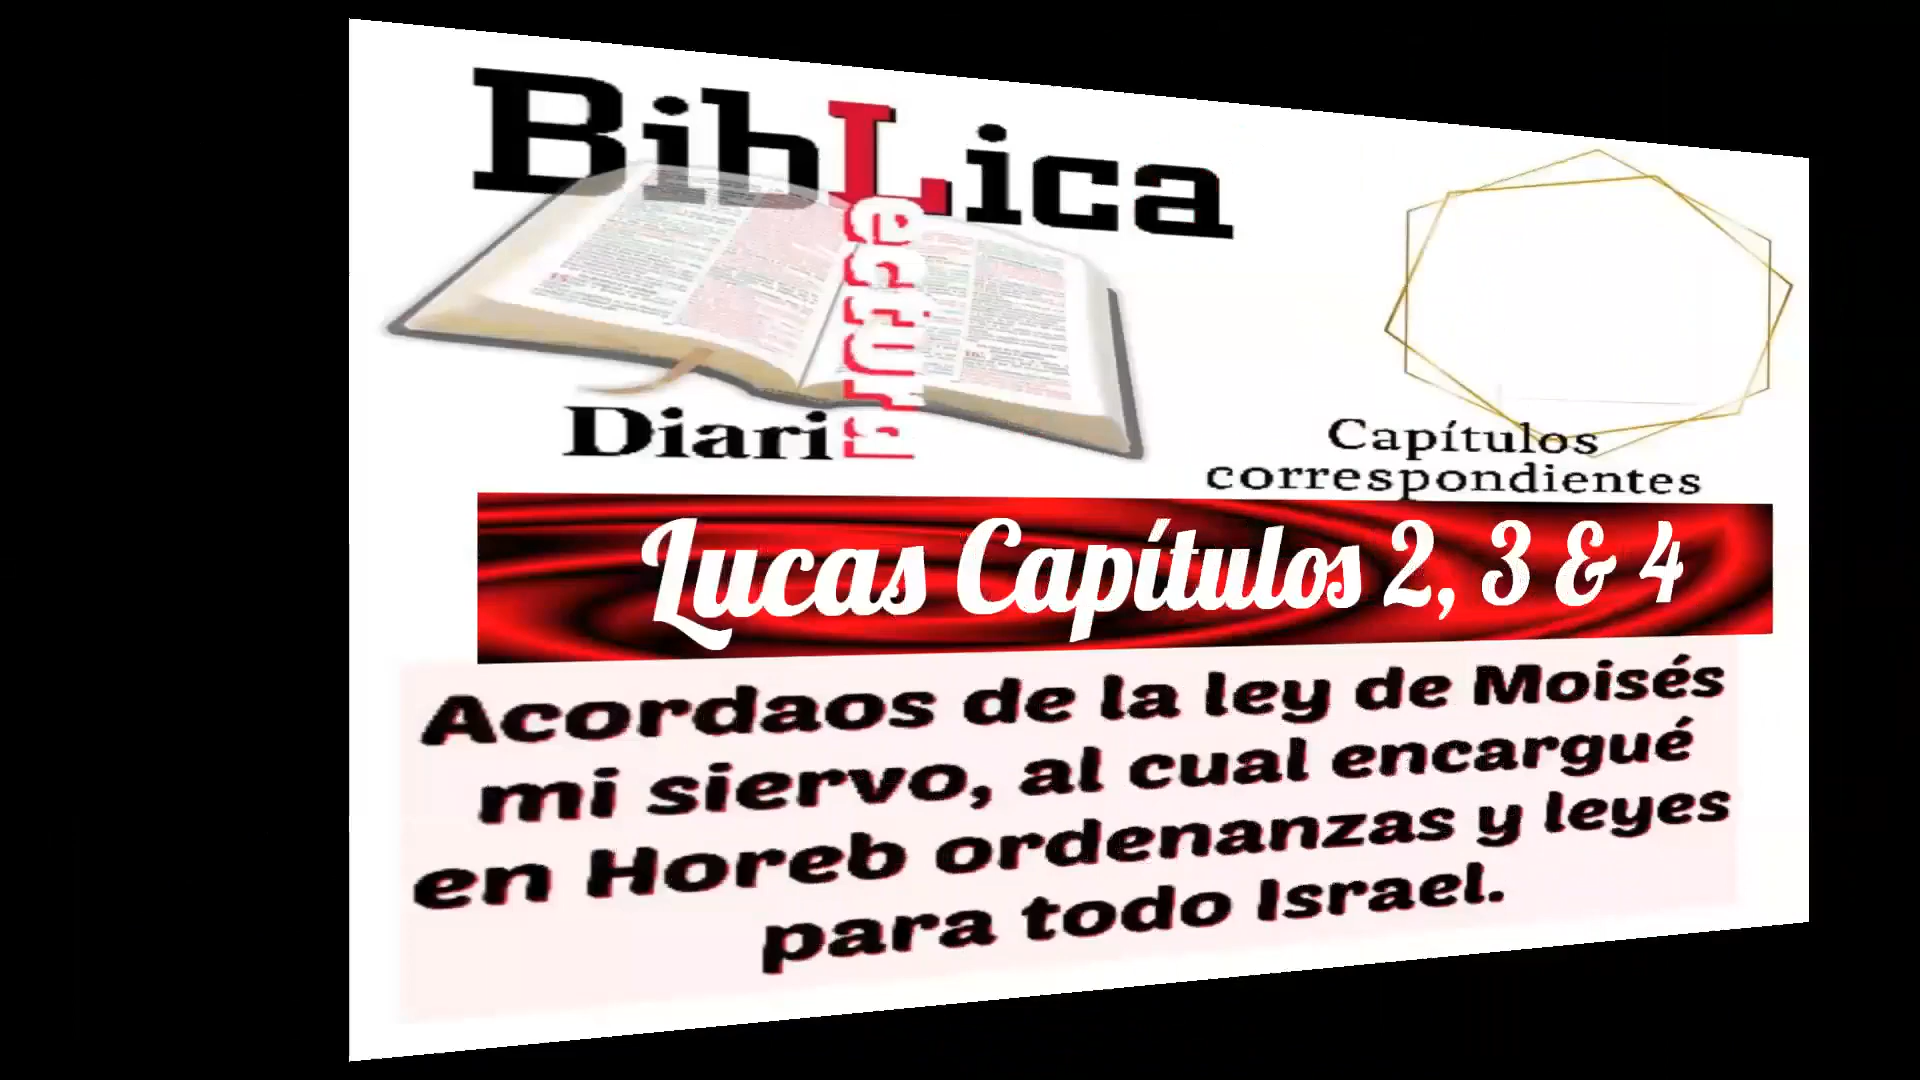 BibLica
Lectura
Diaria
Capítulos
correspondientes
Lucas Capítulos 2, 3 & 4
Acordaos de la ley de Moisés
mi siervo, al cual encargué
en Horeb ordenanzas y leyes
para todo Israel.